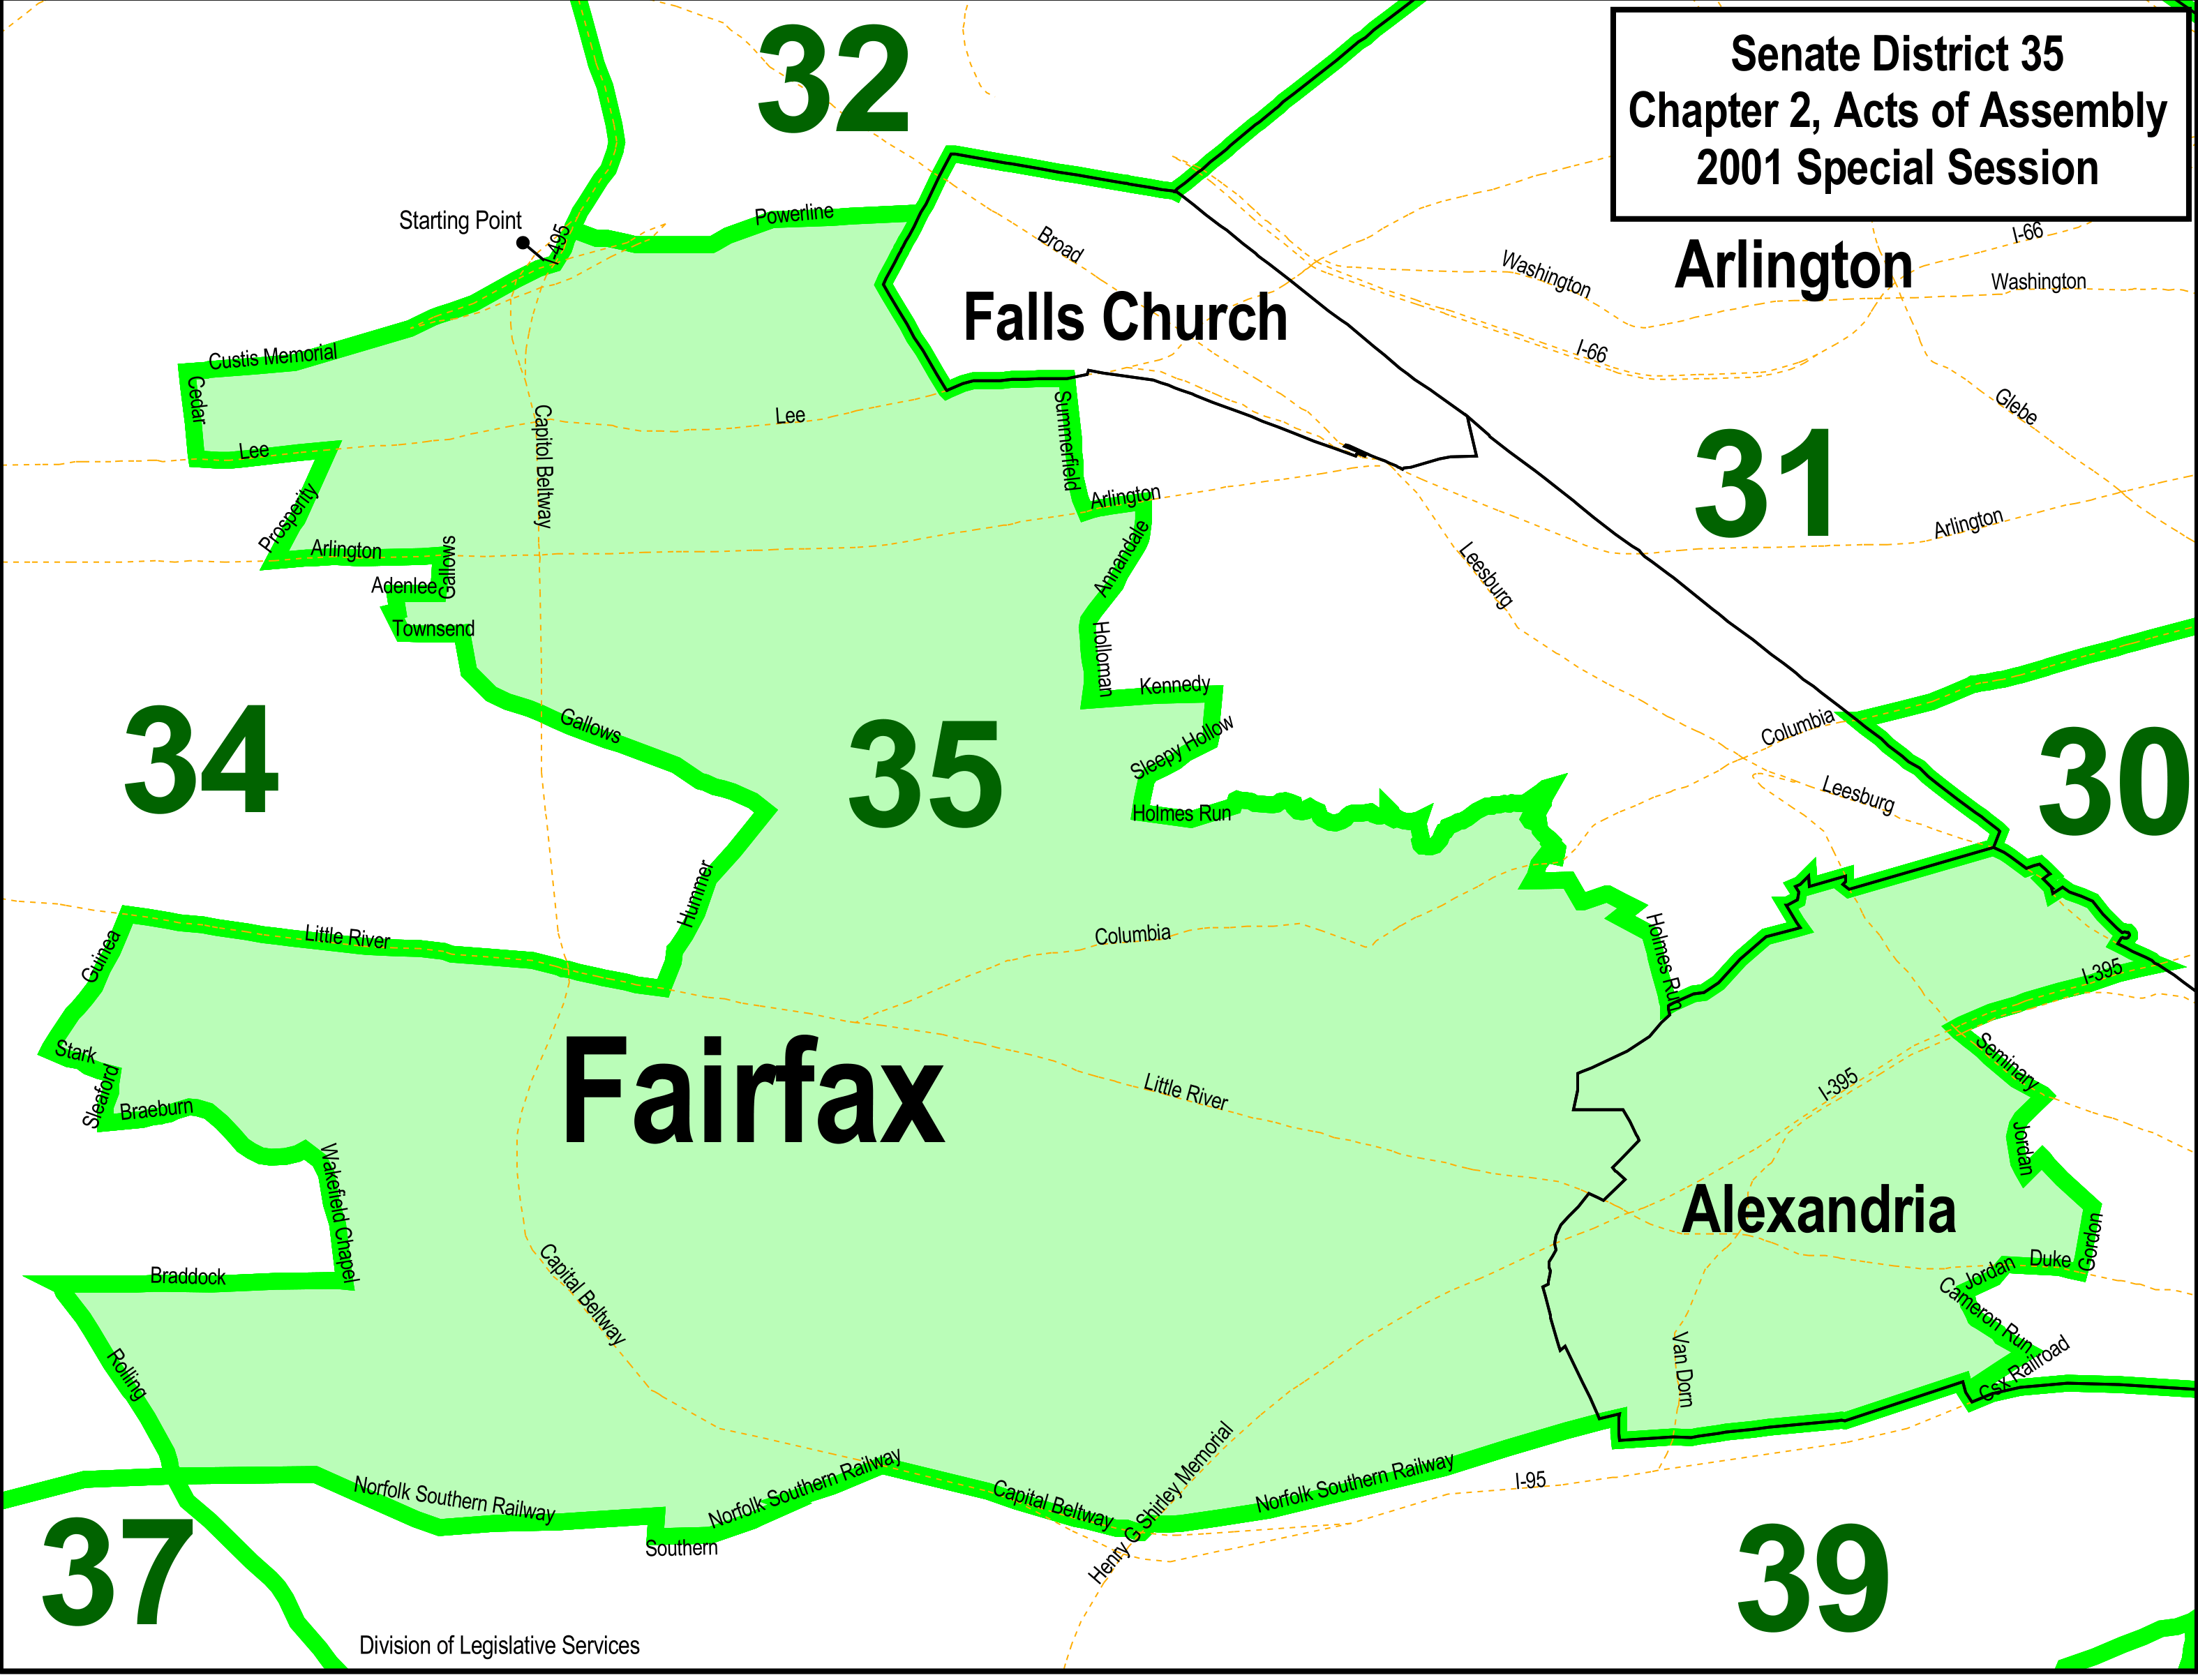 Senate District 35
Chapter 2, Acts of Assembly
2001 Special Session
32
Starting Point
I-495
Powerline
Broad
Washington
Arlington
I-66
Washington
Falls Church
Custis Memorial
I-66
Cedar
Lee
Summerfield
Glebe
Capitol Beltway
Lee
31
Prosperity
Arlington
Arlington
Arlington
Gallows
Annandale
Adenlee
Leesburg
Townsend
Holloman
Kennedy
34
Gallows
35
Sleepy Hollow
Columbia
30
Leesburg
Holmes Run
Hummer
Guinea
Little River
Columbia
Holmes Run
I-395
Stark
Fairfax
Seminary
Sleaford
Braeburn
Little River
I-395
Jordan
Wakefield Chapel
Alexandria
Gordon
Braddock
Capital Beltway
Jordan
Duke
Cameron Run
Rolling
Van Dorn
Csx Railroad
Norfolk Southern Railway
Norfolk Southern Railway
Capital Beltway
Henry G Shirley Memorial
Norfolk Southern Railway
I-95
37
Southern
39
Division of Legislative Services